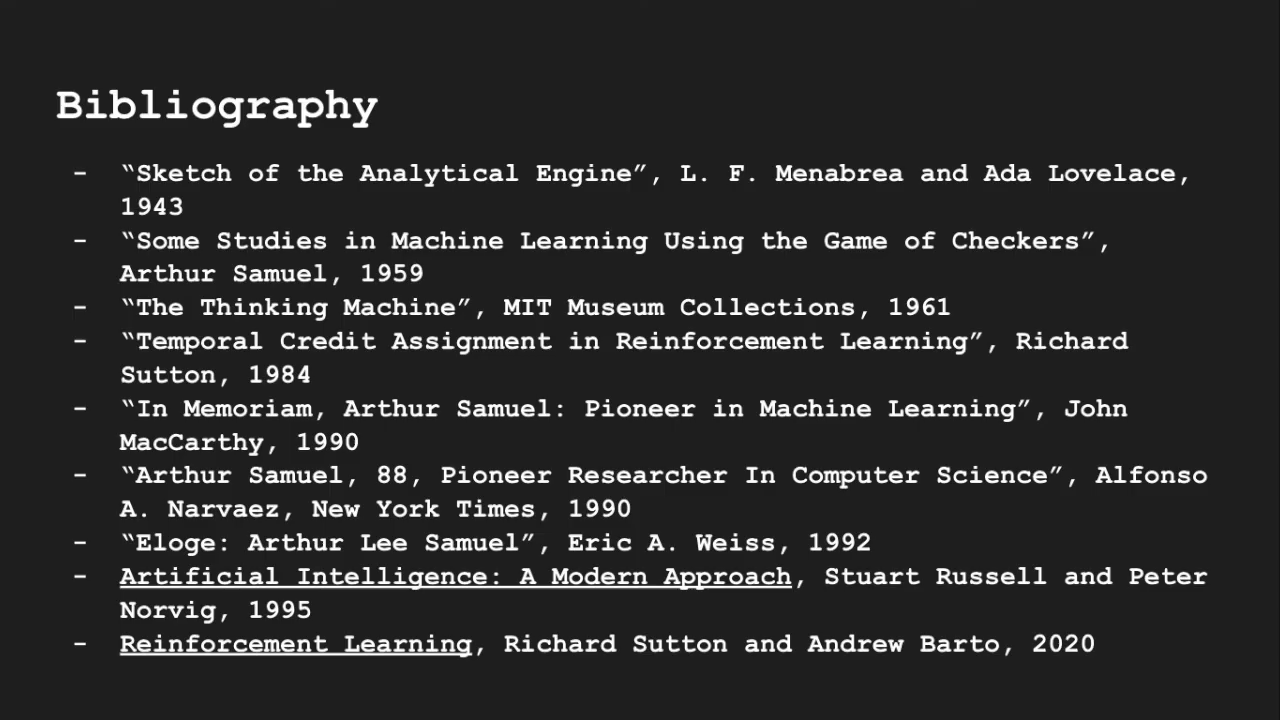 Bibliography
- “Sketch of the Analytical Engine”, L. F. Menabrea and Ada Lovelace,
1943
- “Some Studies in Machine Learning Using the Game of Checkers”,
Arthur Samuel, 1959
- “The Thinking Machine”, MIT Museum Collections, 1961
- “Temporal Credit Assignment in Reinforcement Learning”, Richard
Sutton, 1984
- “In Memoriam, Arthur Samuel: Pioneer in Machine Learning”, John
MacCarthy, 1990
- “Arthur Samuel, 88, Pioneer Researcher In Computer Science”, Alfonso
A. Narvaez, New York Times, 1990
- “Eloge: Arthur Lee Samuel”, Eric A. Weiss, 1992
- Artificial Intelligence: A Modern Approach, Stuart Russell and Peter
Norvig, 1995
- Reinforcement Learning, Richard Sutton and Andrew Barto, 2020